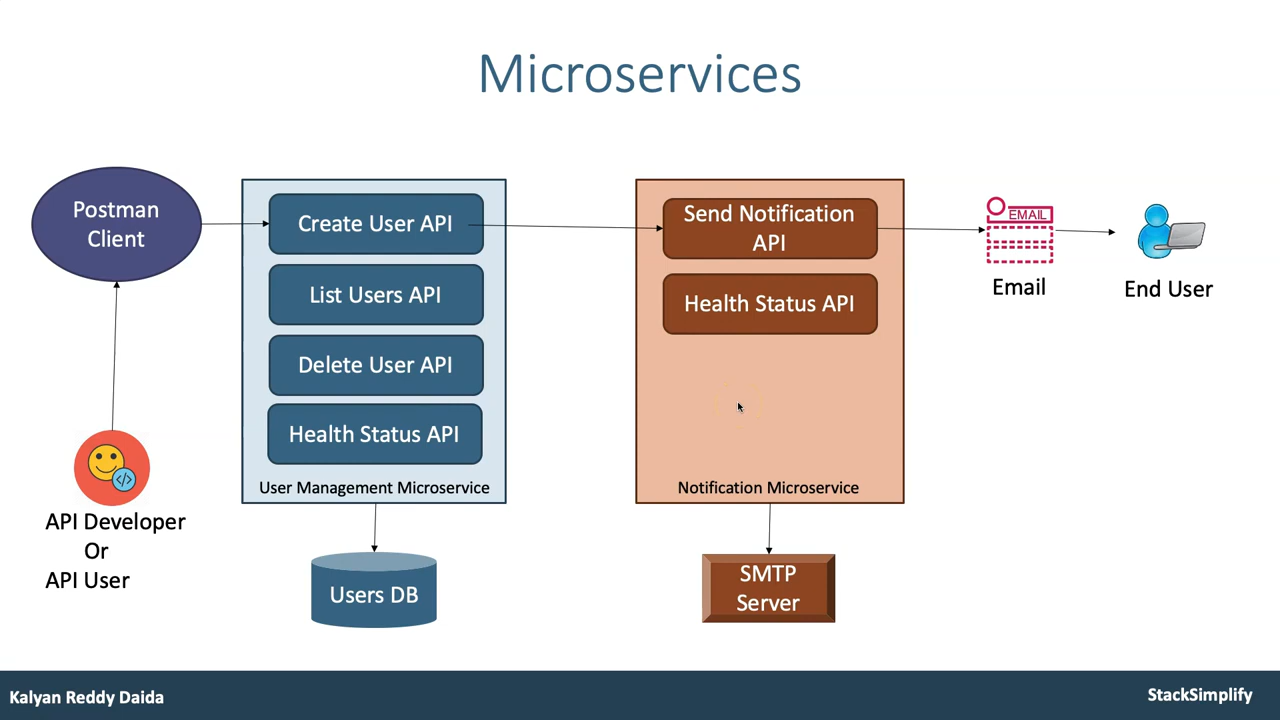 Microservices
Postman
Client
Create User API
List Users API
Delete User API
Health Status API
User Management Microservice
Send Notification
API
Health Status API
Notification Microservice
EMAIL
Email
End User
</>
API Developer
Or
API User
Users DB
SMTP
Server
Kalyan Reddy Daida
StackSimplify